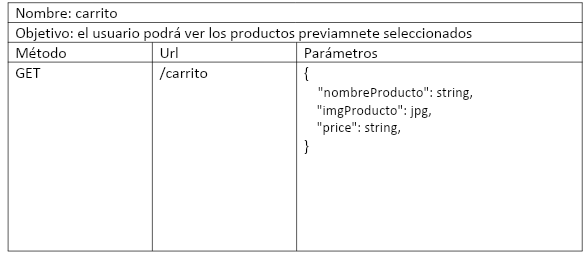 Nombre: carrito
Objetivo: el usuario podrá ver los productos previamnete seleccionados
Método Url Parámetros
GET /carrito {
"nombreProducto": string,
"imgProducto": jpg,
"price": string,
}